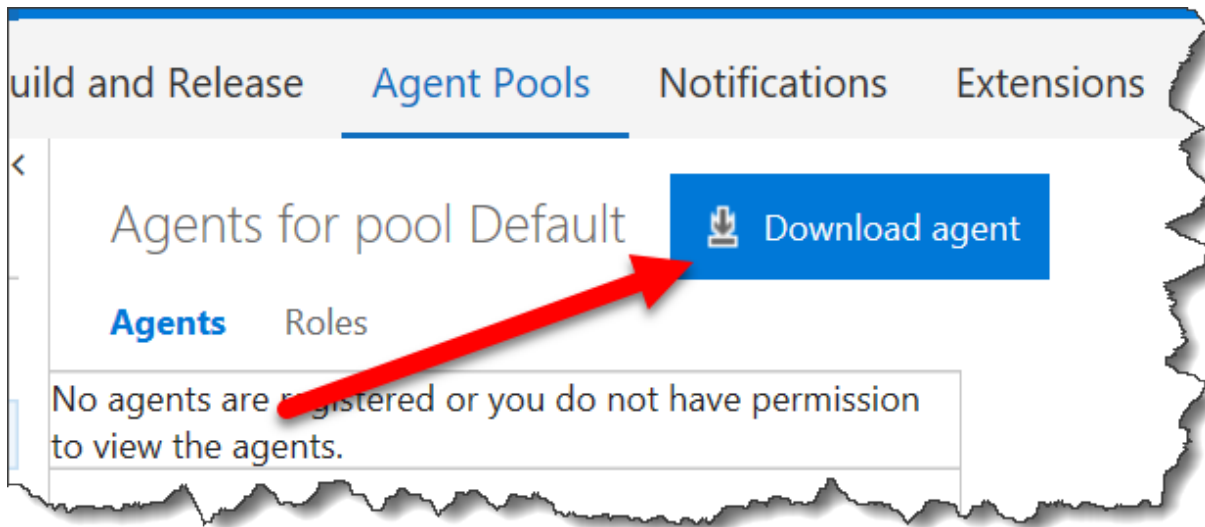 uild and Release Agent Pools Notifications Extensions
<
Agents for pool Default Download agent
Agents Roles
No agents are registered or you do not have permission
to view the agents.